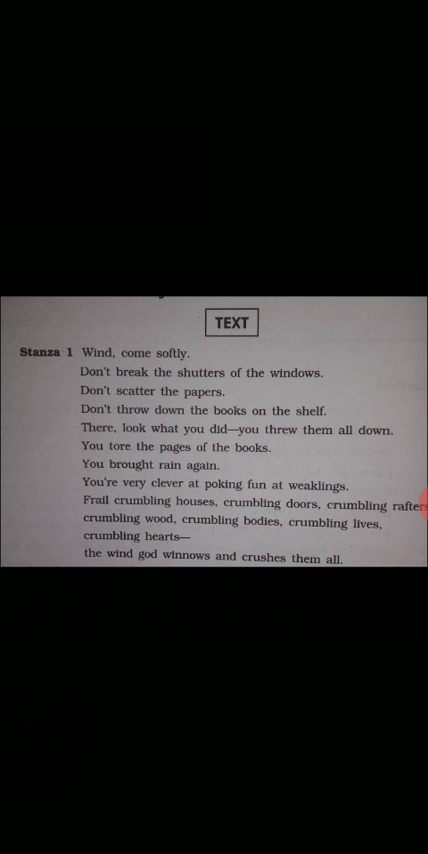 TEXT
Stanza 1 Wind, come softly.
Don't break the shutters of the windows.
Don't scatter the papers.
Don't throw down the books on the shelf.
There, look what you did—you threw them all down.
You tore the pages of the books.
You brought rain again.
You're very clever at poking fun at weaklings.
Frail crumbling houses, crumbling doors, crumbling rafters
crumbling wood, crumbling bodies, crumbling lives,
crumbling hearts—
the wind god winnows and crushes them all.